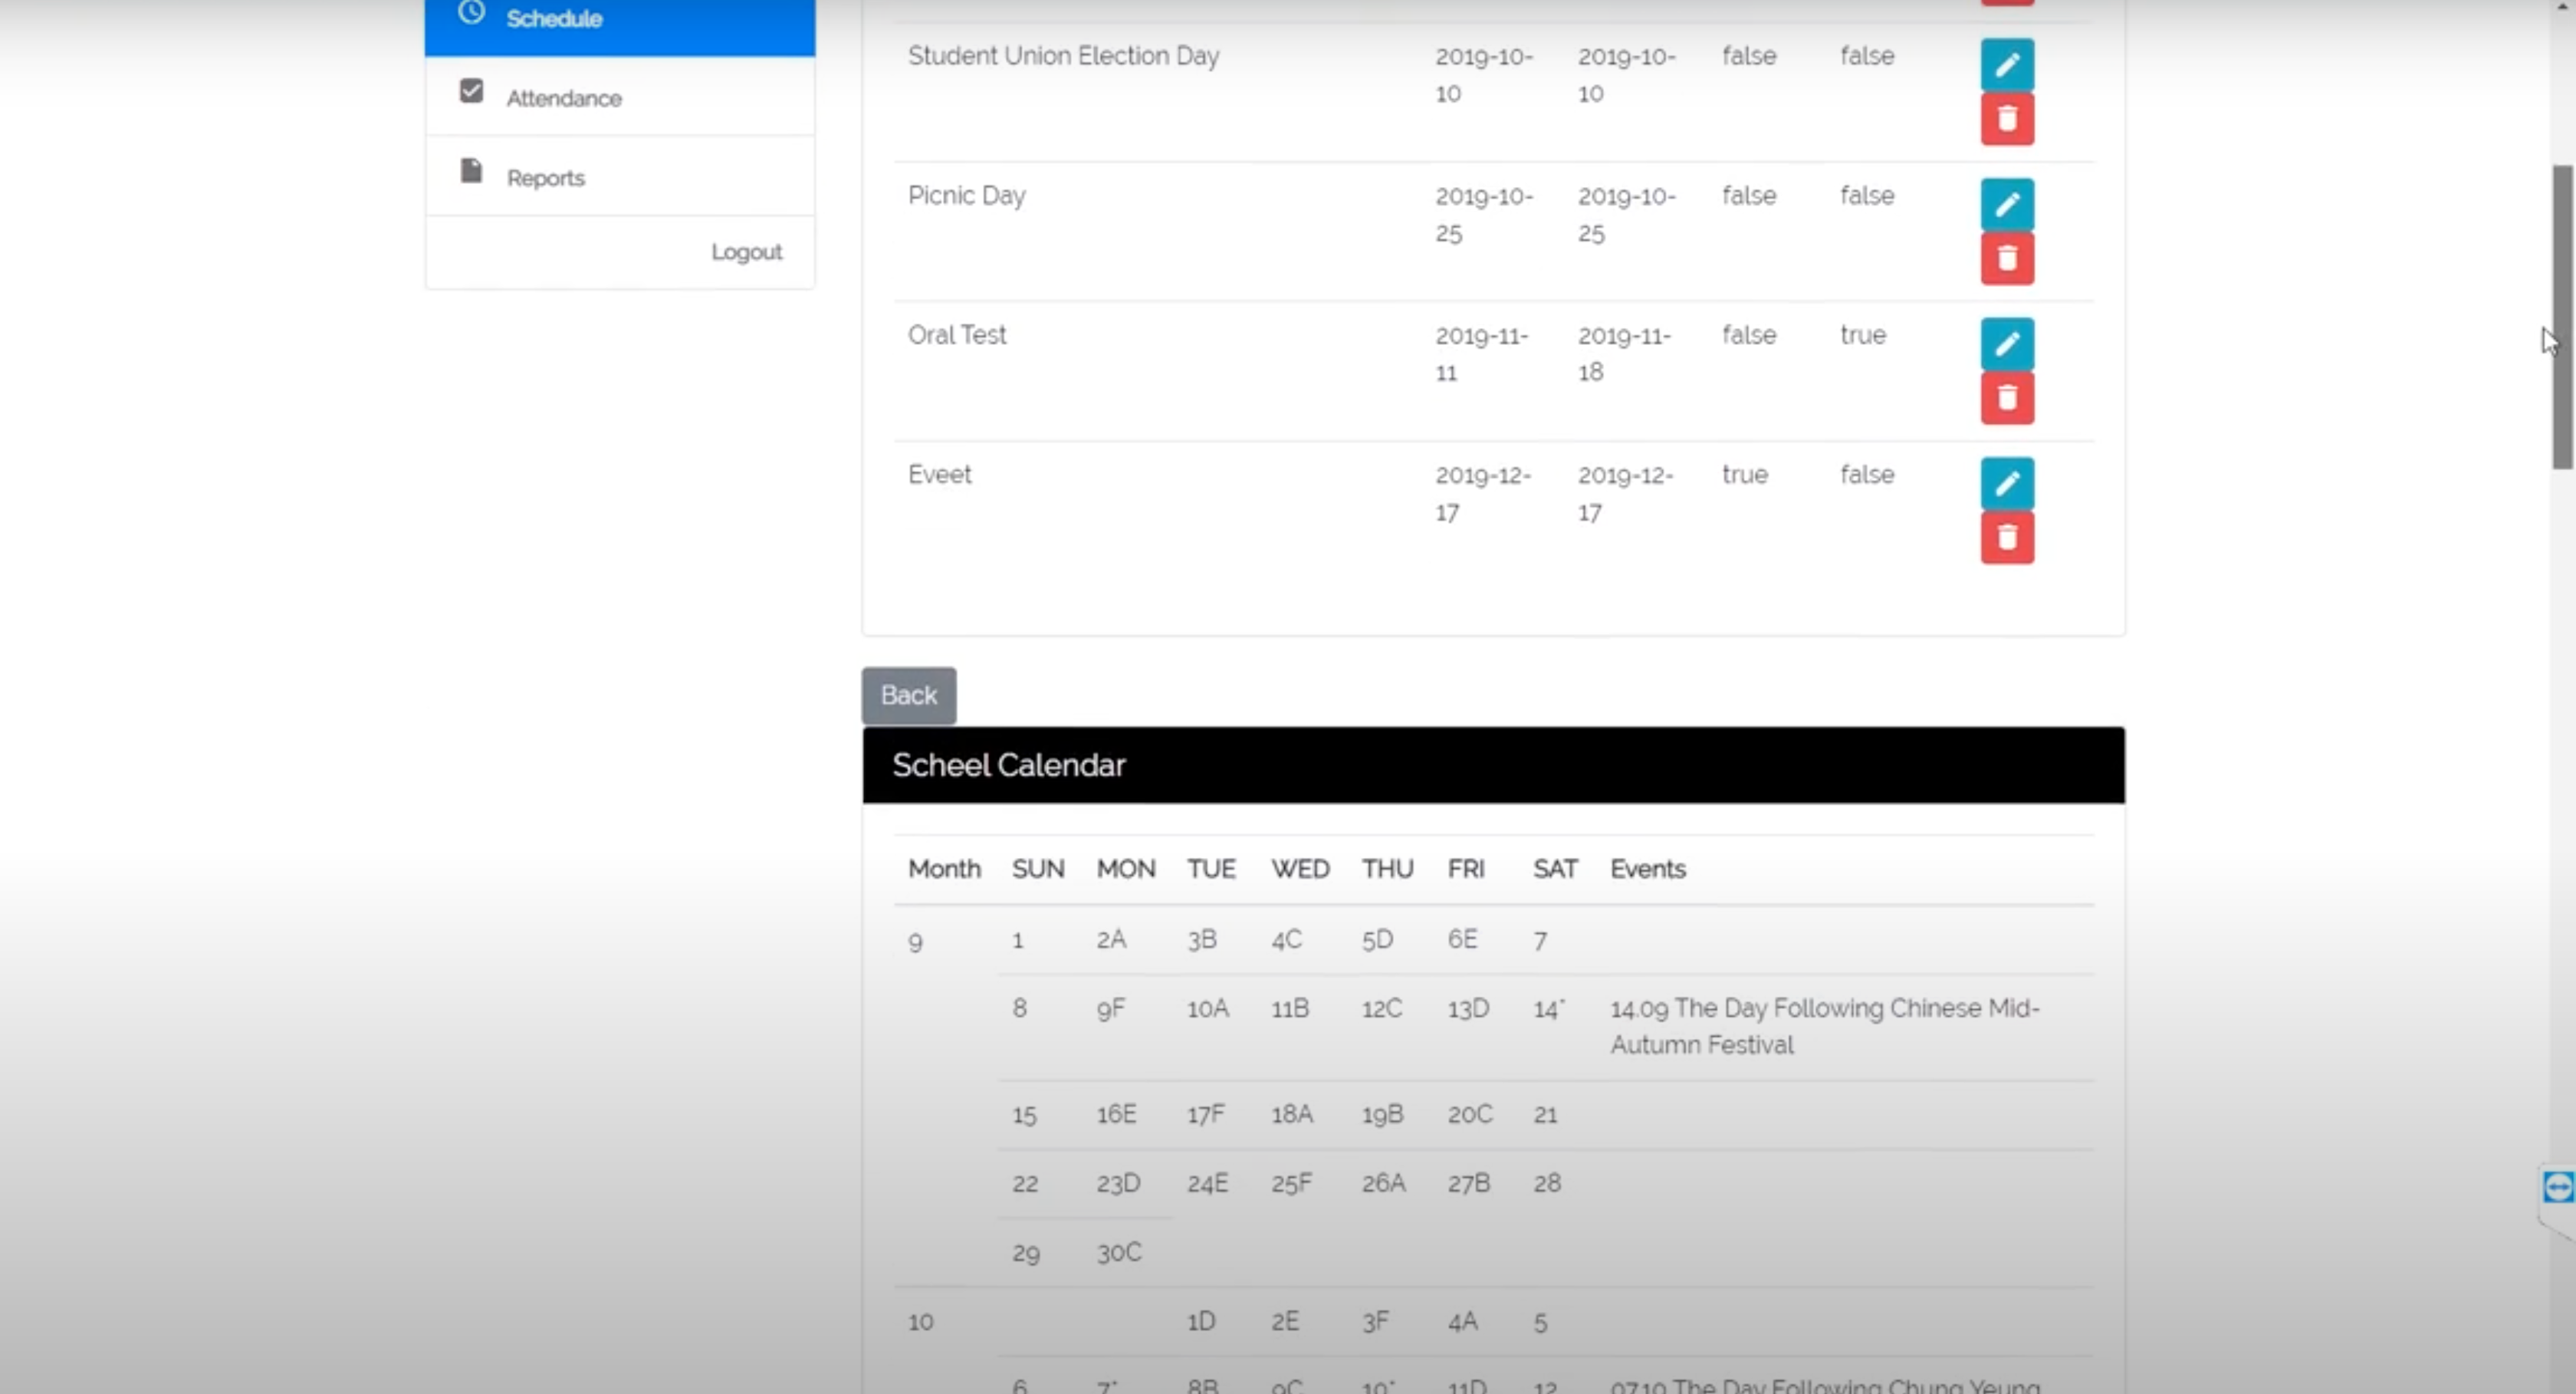 Schedule
Attendance
Reports
Logout
Student Union Election Day 2019-10- 2019-10- false false
10 10
Picnic Day 2019-10- 2019-10- false false
25 25
Oral Test 2019-11- 2019-11- false true
11 18
Eveet 2019-12- 2019-12- true false
17 17
Back
Scheel Calendar
Month SUN MON TUE WED THU FRI SAT Events
9 1 2A 3B 4C 5D 6E 7
8 9F 10A 11B 12C 13D 14* 14.09 The Day Following Chinese Mid-
Autumn Festival
15 16E 17F 18A 19B 20C 21
22 23D 24E 25F 26A 27B 28
29 30C
10 1D 2E 3F 4A 5
6 7* 8B 9C 10* 11D 12 07.10 The Day Following Chung Yeung